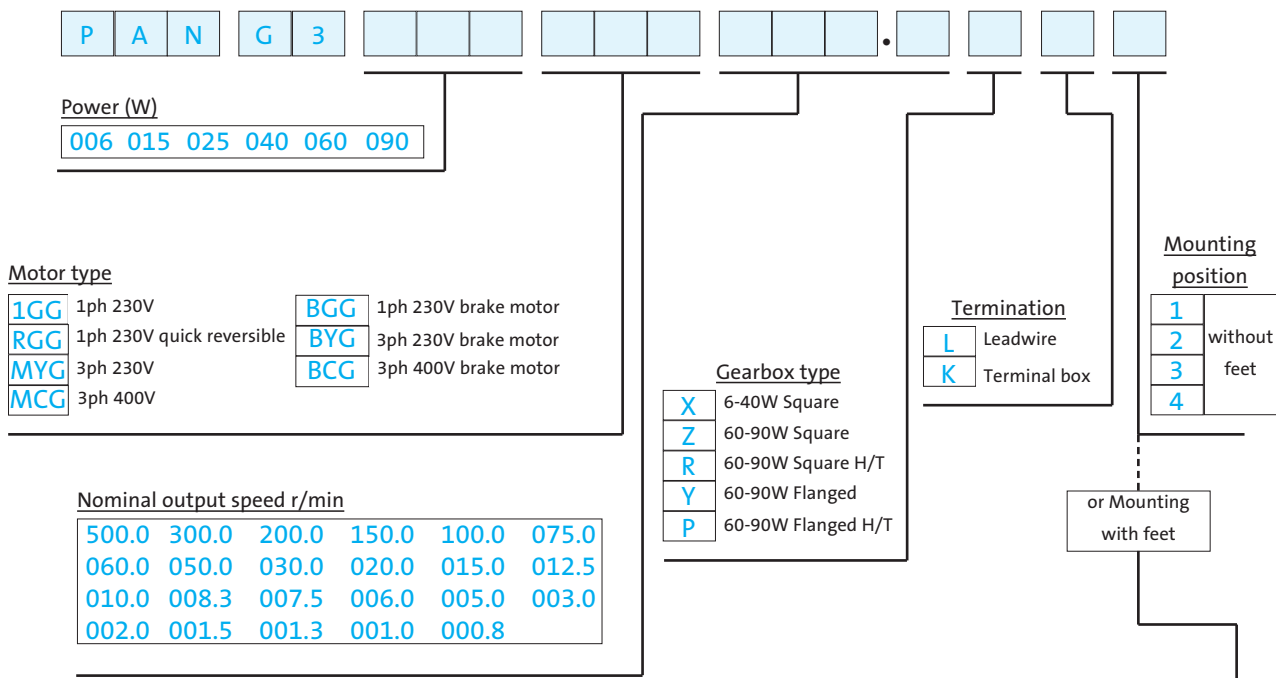 P A N G 3 .
Power (W)
006 015 025 040 060 090
Motor type
1GG 1ph 230V
RGG 1ph 230V quick reversible
MYG 3ph 230V
MCG 3ph 400V
BGG 1ph 230V brake motor
BYG 3ph 230V brake motor
BCG 3ph 400V brake motor
Nominal output speed r/min
500.0 300.0 200.0 150.0 100.0 075.0
060.0 050.0 030.0 020.0 015.0 012.5
010.0 008.3 007.5 006.0 005.0 003.0
002.0 001.5 001.3 001.0 000.8
Gearbox type
X 6-40W Square
Z 60-90W Square
R 60-90W Square H/T
Y 60-90W Flanged
P 60-90W Flanged H/T
Termination
L Leadwire
K Terminal box
Mounting
position
1
2
3
4
without
feet
or Mounting
with feet